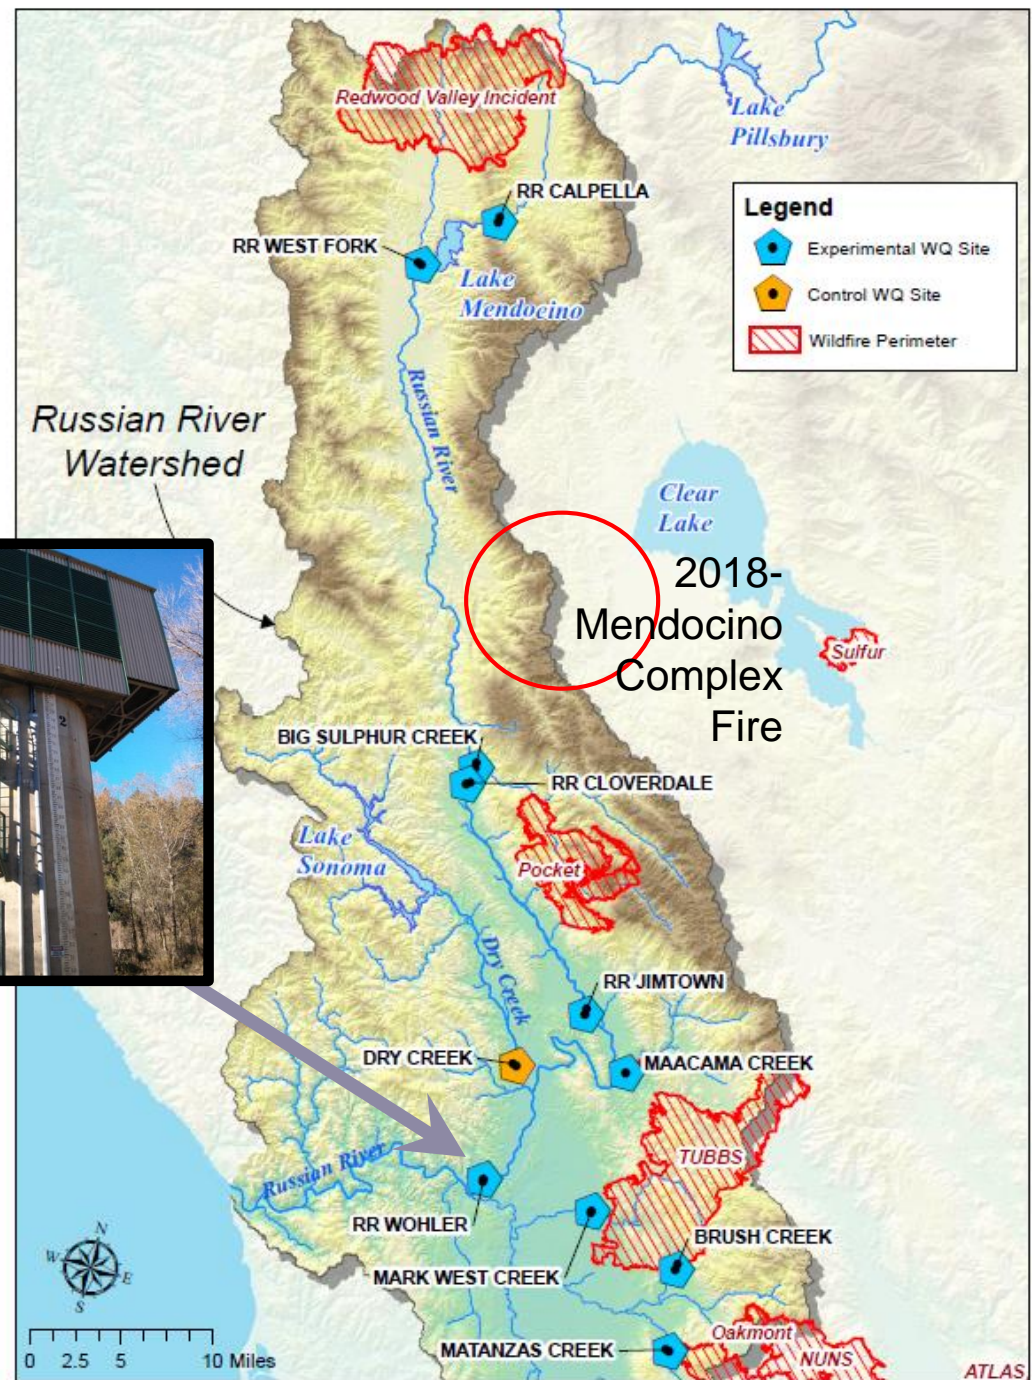 Redwood Valley Incident
Lake
Pillsbury
RR CALPELLA
RR WEST FORK
Lake
Mendocino
Legend
Experimental WQ Site
Control WQ Site
Wildfire Perimeter
Russian River
Russian River
Watershed
Clear
Lake
2018-
Mendocino
Complex
Fire
Sulfur
2
BIG SULPHUR CREEK
RR CLOVERDALE
Lake
Sonoma
Pocket
Dry Creek
RR JIMTOWN
DRY CREEK
MAACAMA CREEK
TUBBS
Russian River
RR WOHLER
BRUSH CREEK
MARK WEST CREEK
N
W
E
S
Oakmont
MATANZAS CREEK
NUNS
0 2.5 5 10 Miles
ATLAS